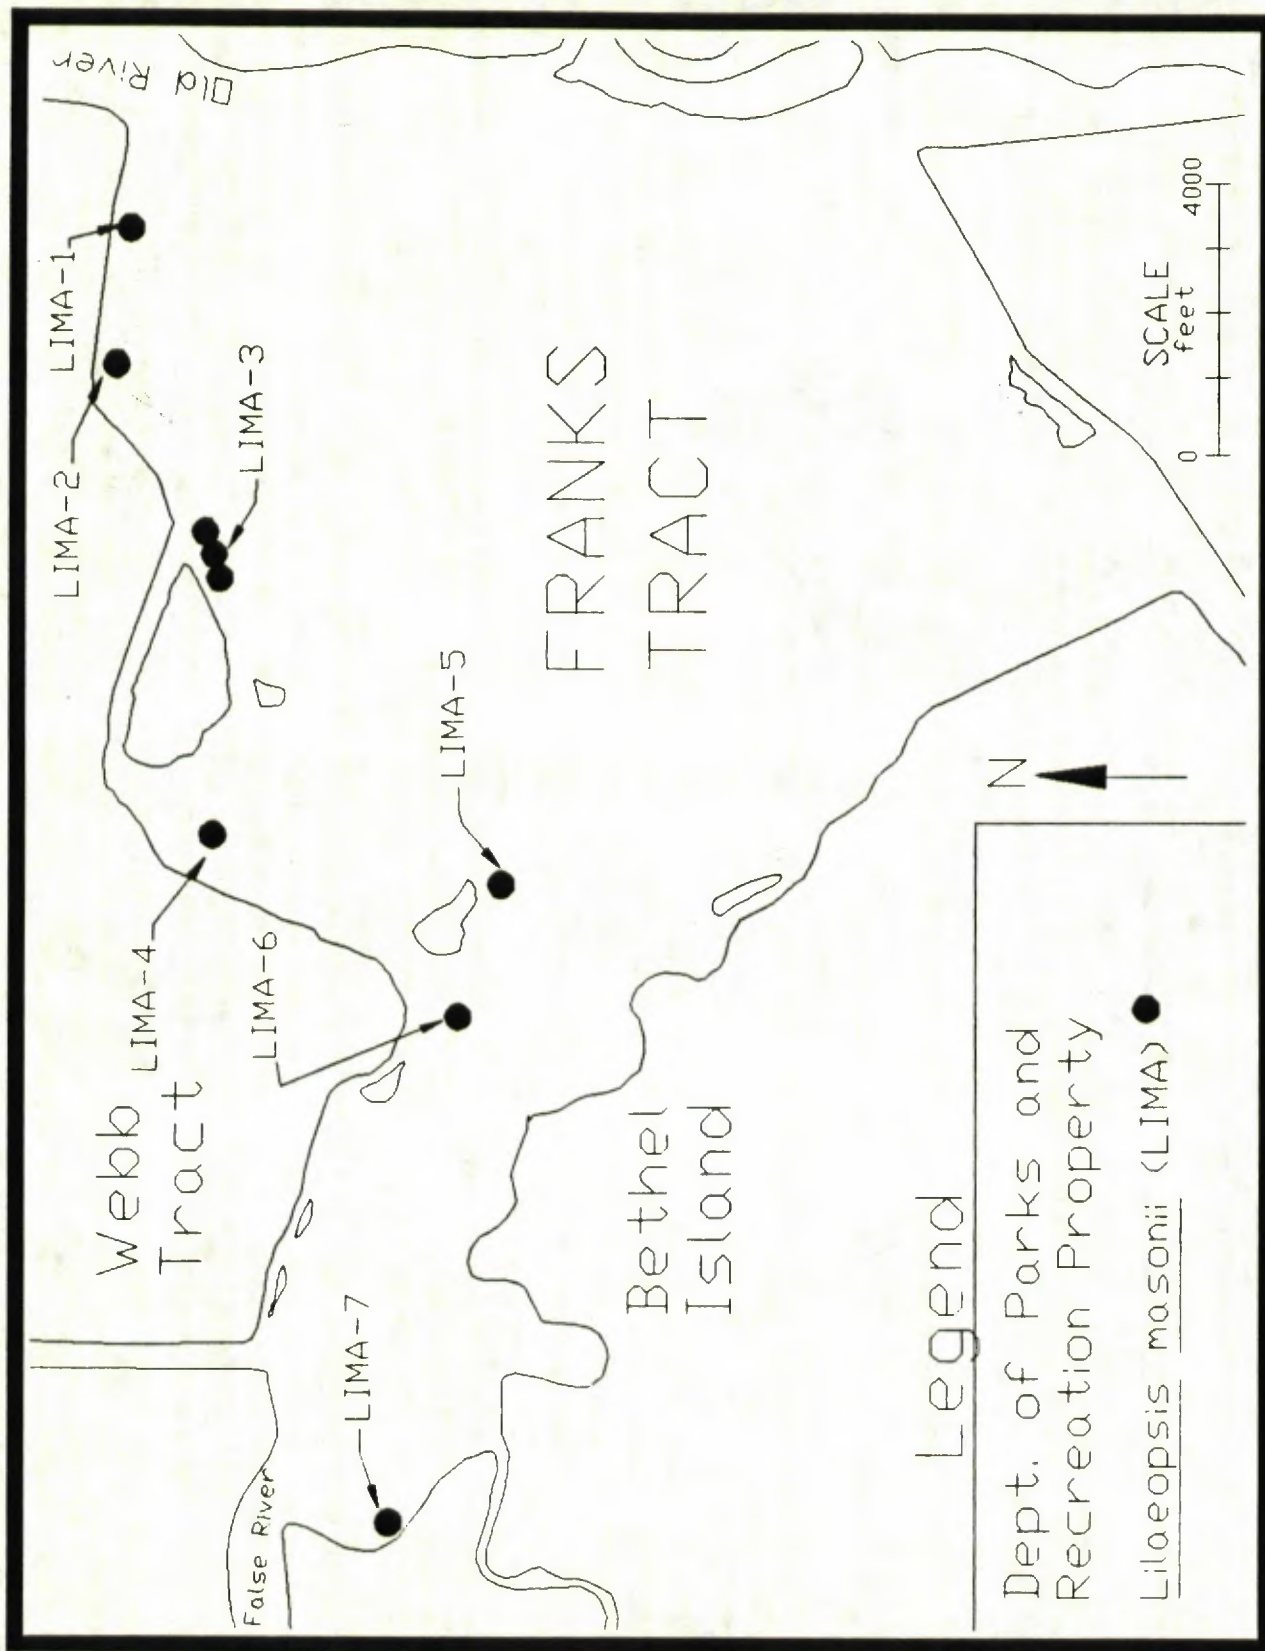 Old River
LIMA-1
LIMA-2
LIMA-3
LIMA-4
LIMA-5
LIMA-6
LIMA-7
Webb
Tract
False River
FRANKS
TRACT
Bethel
Island
N
SCALE
feet
0 4000
Legend
Dept. of Parks and
Recreation Property
Lilaeopsis masonii (LIMA)